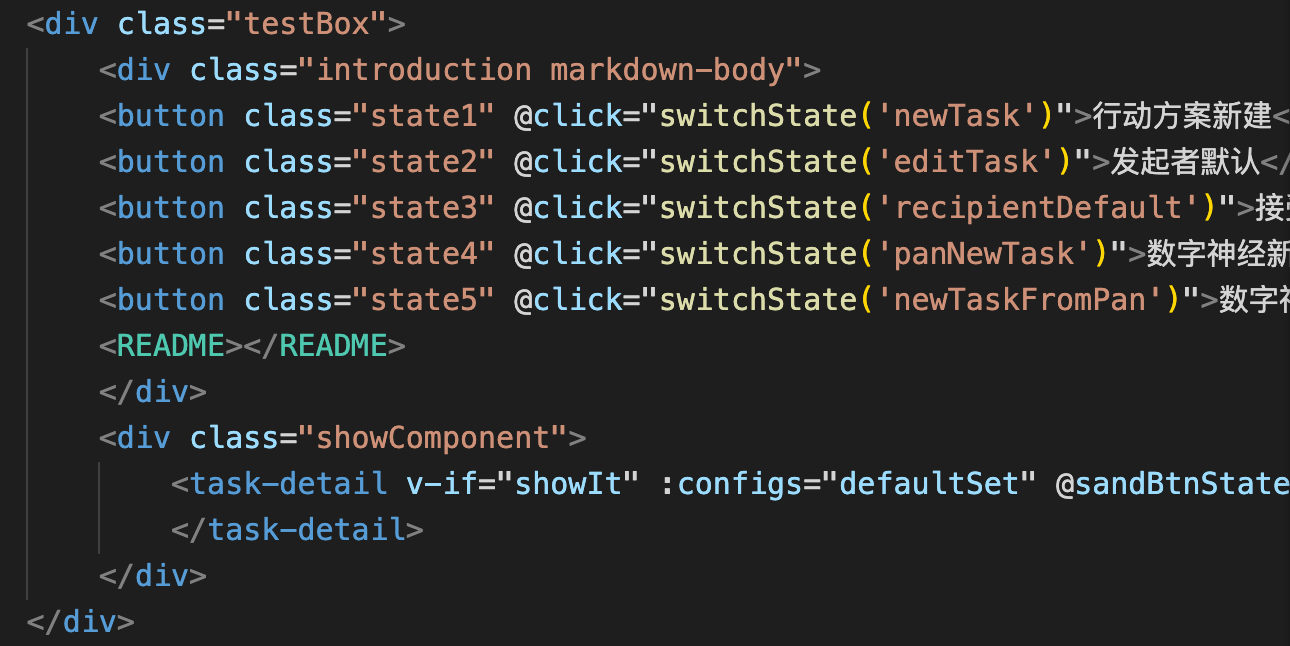 <div class="testBox">
<div class="introduction markdown-body">
<button class="state1" @click="switchState('newTask')">行动方案新建<
<button class="state2" @click="switchState('editTask')">发起者默认</
<button class="state3" @click="switchState('recipientDefault')">接
<button class="state4" @click="switchState('panNewTask')">数字神经新
<button class="state5" @click="switchState('newTaskFromPan')">数字神
<README></README>
</div>
<div class="showComponent">
<task-detail v-if="showIt" :configs="defaultSet" @sandBtnState
</task-detail>
</div>
</div>